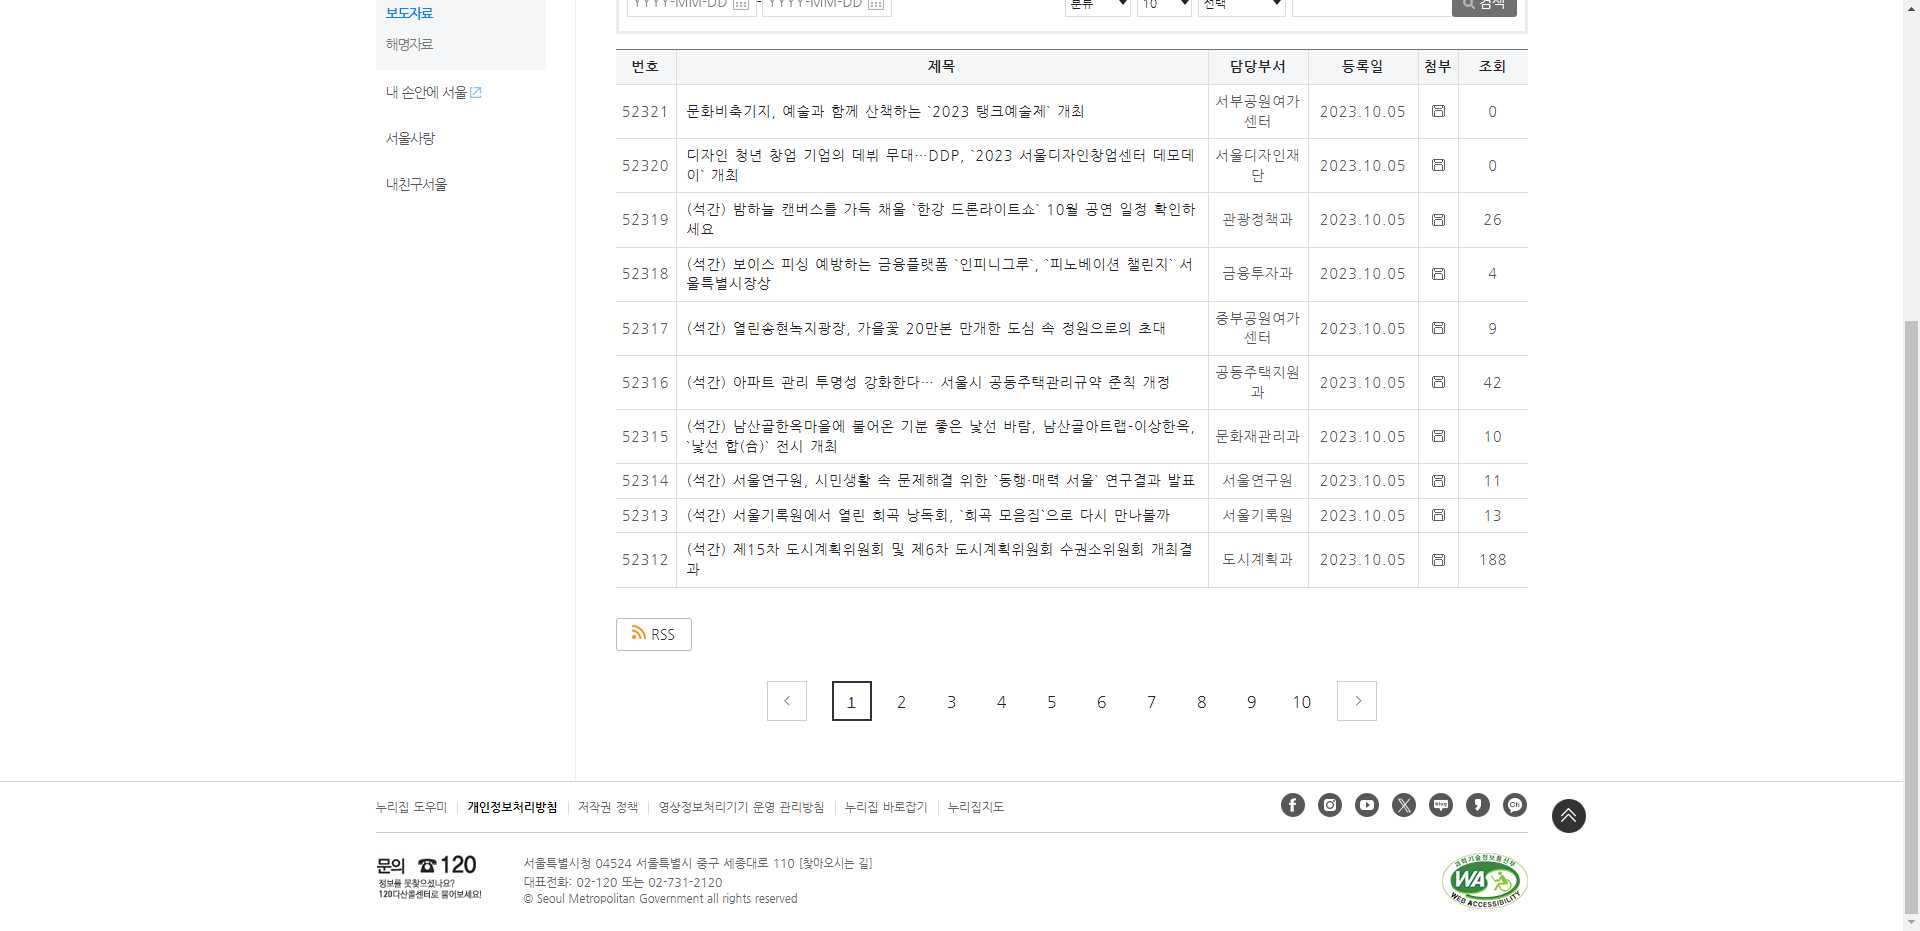 보도자료
해명자료
내 손안에 서울
서울사랑
내친구서울
YYYY-MM-DD - YYYY-MM-DD 분류 10 선택 검색
번호 제목 담당부서 등록일 첨부 조회
52321 문화비축기지, 예술과 함께 산책하는 `2023 탱크예술제` 개최 서부공원여가센터 2023.10.05 0
52320 디자인 청년 창업 기업의 데뷔 무대…DDP, `2023 서울디자인창업센터 데모데이` 개최 서울디자인재단 2023.10.05 0
52319 (석간) 밤하늘 캔버스를 가득 채울 `한강 드론라이트쇼` 10월 공연 일정 확인하세요 관광정책과 2023.10.05 26
52318 (석간) 보이스 피싱 예방하는 금융플랫폼 `인피니그루`, `피노베이션 챌린지` 서울특별시장상 금융투자과 2023.10.05 4
52317 (석간) 열린송현녹지광장, 가을꽃 20만본 만개한 도심 속 정원으로의 초대 중부공원여가센터 2023.10.05 9
52316 (석간) 아파트 관리 투명성 강화한다… 서울시 공동주택관리규약 준칙 개정 공동주택지원과 2023.10.05 42
52315 (석간) 남산골한옥마을에 불어온 기분 좋은 낯선 바람, 남산골아트랩-이상한옥, `낯선 합(合)` 전시 개최 문화재관리과 2023.10.05 10
52314 (석간) 서울연구원, 시민생활 속 문제해결 위한 `동행·매력 서울` 연구결과 발표 서울연구원 2023.10.05 11
52313 (석간) 서울기록원에서 열린 희곡 낭독회, `희곡 모음집`으로 다시 만나볼까 서울기록원 2023.10.05 13
52312 (석간) 제15차 도시계획위원회 및 제6차 도시계획위원회 수권소위원회 개최결과 도시계획과 2023.10.05 188
RSS
1 2 3 4 5 6 7 8 9 10
누리집 도우미 개인정보처리방침 저작권 정책 영상정보처리기기 운영 관리방침 누리집 바로잡기 누리집지도
문의 ☎120
정보를 못찾으셨나요?
120다산콜센터로 물어보세요!
서울특별시청 04524 서울특별시 중구 세종대로 110 [찾아오시는 길]
대표전화: 02-120 또는 02-731-2120
© Seoul Metropolitan Government all rights reserved
과학기술정보통신부
WA
WEB ACCESSIBILITY